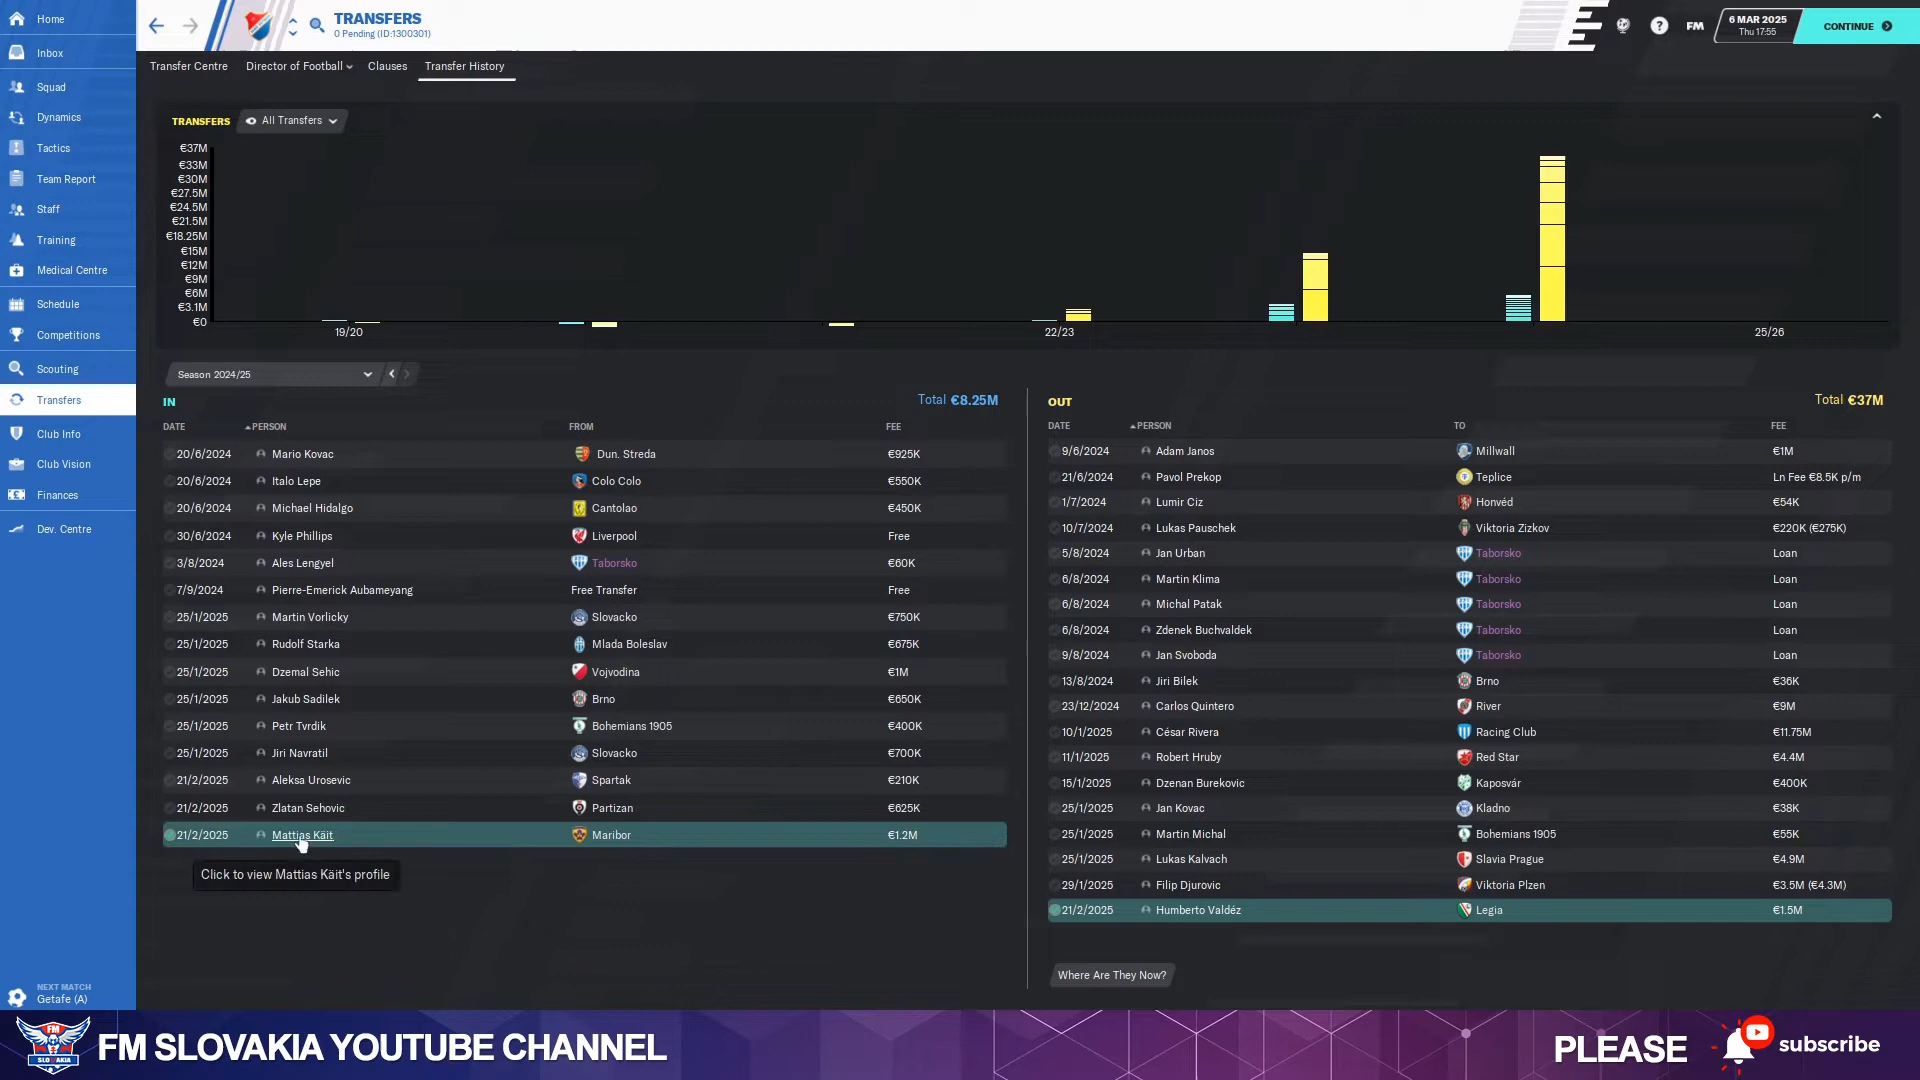 Home
Inbox
Squad
Dynamics
Tactics
Team Report
Staff
Training
Medical Centre
Schedule
Competitions
Scouting
Transfers
Club Info
Club Vision
Finances
Dev. Centre
NEXT MATCH
Getafe (A)
TRANSFERS
0 Pending (ID:1300301)
FM
6 MAR 2025
Thu 17:55
CONTINUE
Transfer Centre Director of Football Clauses Transfer History
TRANSFERS All Transfers
€37M
€33M
€30M
€27.5M
€24.5M
€21.5M
€18.25M
€15M
€12M
€9M
€6M
€3.1M
€0
19/20 22/23 25/26
Season 2024/25
IN Total €8.25M
DATE PERSON FROM FEE
20/6/2024 Mario Kovac Dun. Streda €925K
20/6/2024 Italo Lepe Colo Colo €550K
20/6/2024 Michael Hidalgo Cantolao €450K
30/6/2024 Kyle Phillips Liverpool Free
3/8/2024 Ales Lengyel Taborsko €60K
7/9/2024 Pierre-Emerick Aubameyang Free Transfer Free
25/1/2025 Martin Vorlicky Slovacko €750K
25/1/2025 Rudolf Starka Mlada Boleslav €675K
25/1/2025 Dzemal Sehic Vojvodina €1M
25/1/2025 Jakub Sadilek Brno €650K
25/1/2025 Petr Tvrdik Bohemians 1905 €400K
25/1/2025 Jiri Navratil Slovacko €700K
21/2/2025 Aleksa Urosevic Spartak €210K
21/2/2025 Zlatan Sehovic Partizan €625K
21/2/2025 Mattias Käit Maribor €1.2M
Click to view Mattias Käit's profile
OUT Total €37M
DATE PERSON TO FEE
9/6/2024 Adam Janos Millwall €1M
21/6/2024 Pavol Prekop Teplice Ln Fee €8.5K p/m
1/7/2024 Lumir Ciz Honvéd €54K
10/7/2024 Lukas Pauschek Viktoria Zizkov €220K (€275K)
5/8/2024 Jan Urban Taborsko Loan
6/8/2024 Martin Klima Taborsko Loan
6/8/2024 Michal Patak Taborsko Loan
6/8/2024 Zdenek Buchvaldek Taborsko Loan
9/8/2024 Jan Svoboda Taborsko Loan
13/8/2024 Jiri Bilek Brno €36K
23/12/2024 Carlos Quintero River €9M
10/1/2025 César Rivera Racing Club €11.75M
11/1/2025 Robert Hruby Red Star €4.4M
15/1/2025 Dzenan Burekovic Kaposvár €400K
25/1/2025 Jan Kovac Kladno €38K
25/1/2025 Martin Michal Bohemians 1905 €55K
25/1/2025 Lukas Kalvach Slavia Prague €4.9M
29/1/2025 Filip Djurovic Viktoria Plzen €3.5M (€4.3M)
21/2/2025 Humberto Valdéz Legia €1.5M
Where Are They Now?
FM
SLOVAKIA
FM SLOVAKIA YOUTUBE CHANNEL
PLEASE subscribe